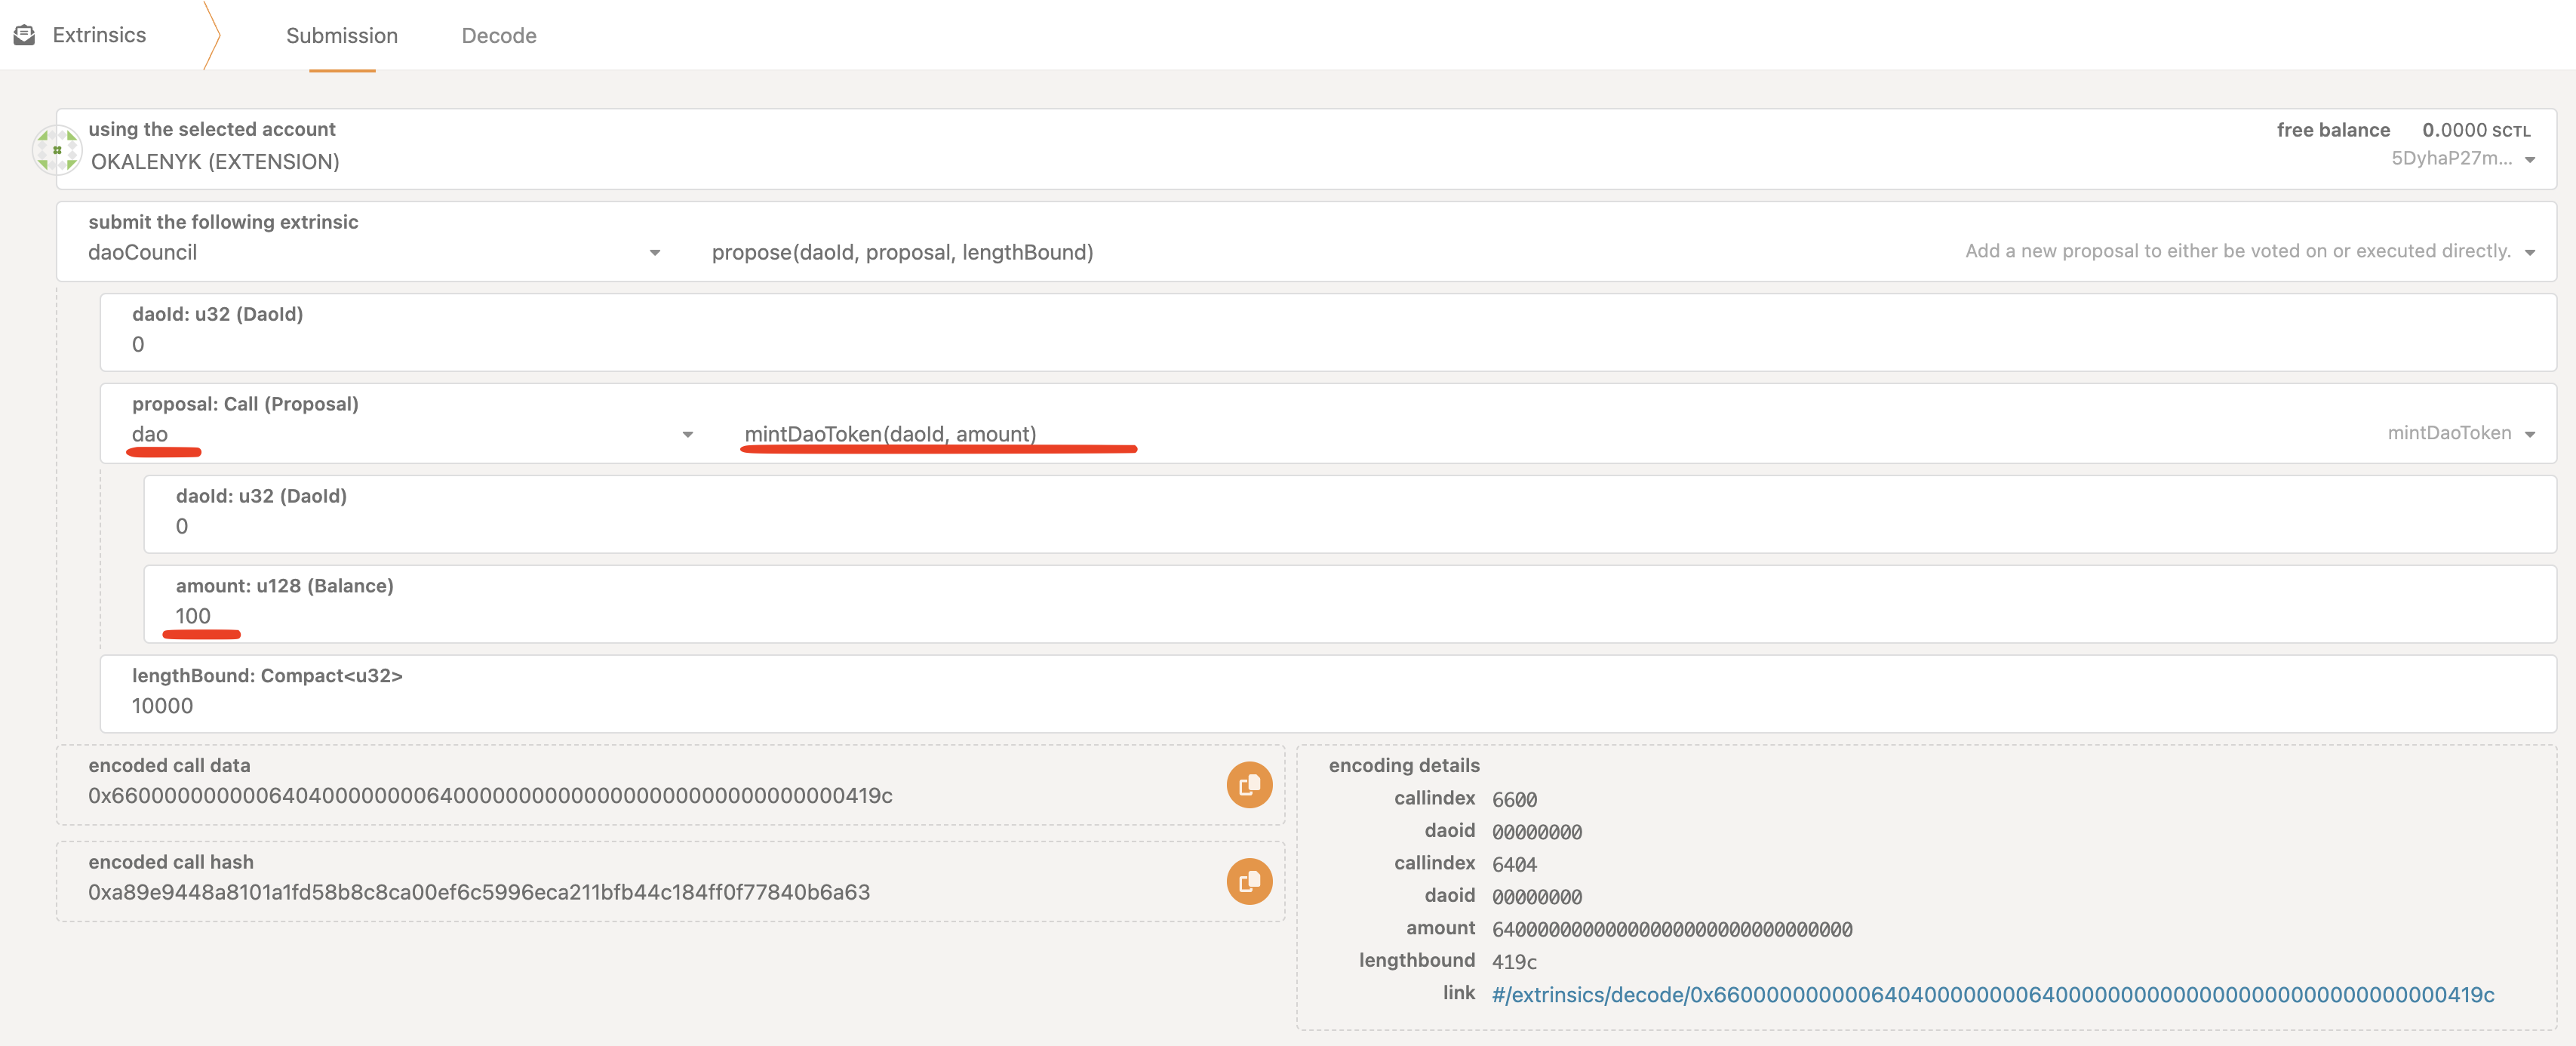 Extrinsics
Submission
Decode
using the selected account
OKALENYK (EXTENSION)
free balance 0.0000 SCTL
5DyhaP27m...
submit the following extrinsic
daoCouncil
propose(daoId, proposal, lengthBound)
Add a new proposal to either be voted on or executed directly.
daoId: u32 (DaoId)
0
proposal: Call (Proposal)
dao
mintDaoToken(daoId, amount)
mintDaoToken
daoId: u32 (DaoId)
0
amount: u128 (Balance)
100
lengthBound: Compact<u32>
10000
encoded call data
0x66000000000064040000000064000000000000000000000000000000419c
encoded call hash
0xa89e9448a8101a1fd58b8c8ca00ef6c5996eca211bfb44c184ff0f77840b6a63
encoding details
callindex 6600
daoid 00000000
callindex 6404
daoid 00000000
amount 64000000000000000000000000000000
lengthbound 419c
link #/extrinsics/decode/0x66000000000064040000000064000000000000000000000000000000419c